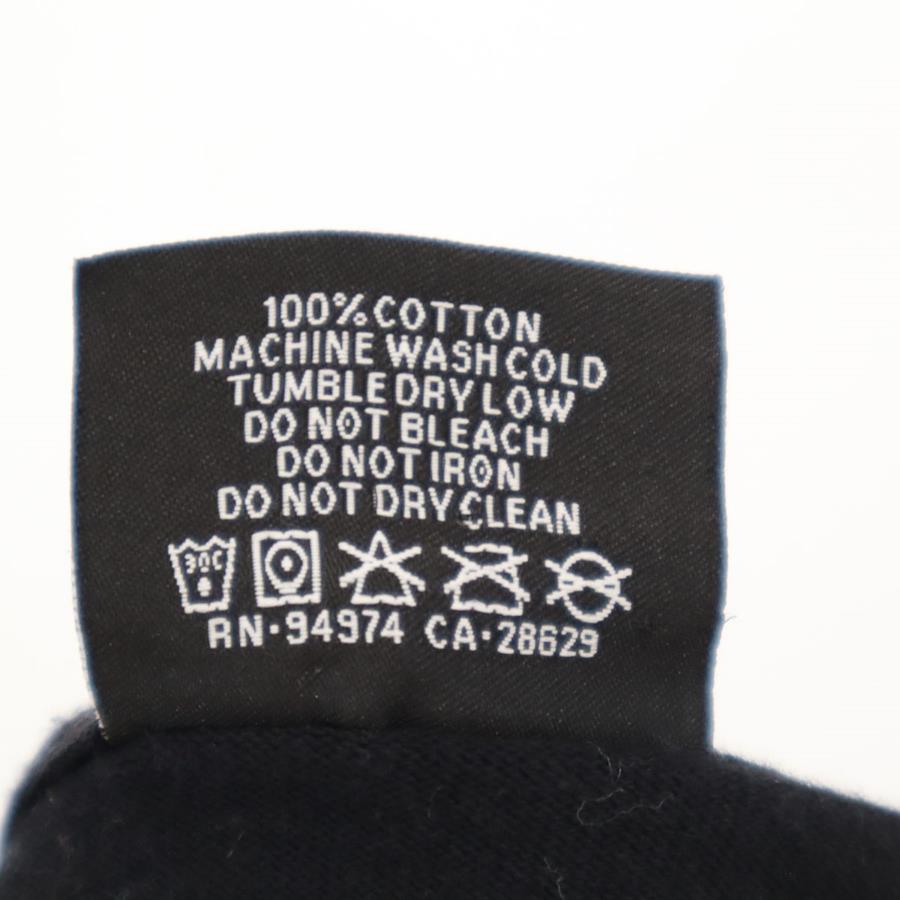 100% COTTON
MACHINE WASH COLD
TUMBLE DRY LOW
DO NOT BLEACH
DO NOT IRON
DO NOT DRY CLEAN
30C
RN·94974 CA·28629